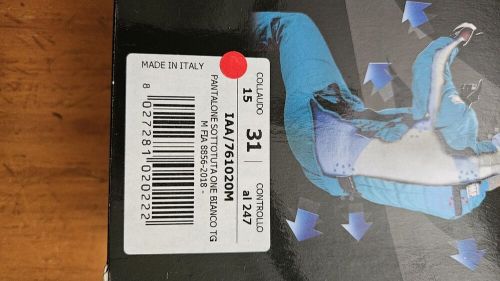 MADE IN ITALY
COLLAUDO 31 CONTROLLO
15 al 247
IAA/761020M
PANTALONE SOTTOTUTA ONE BIANCO TG
M FIA 8856-2018 -
8 027281 020222